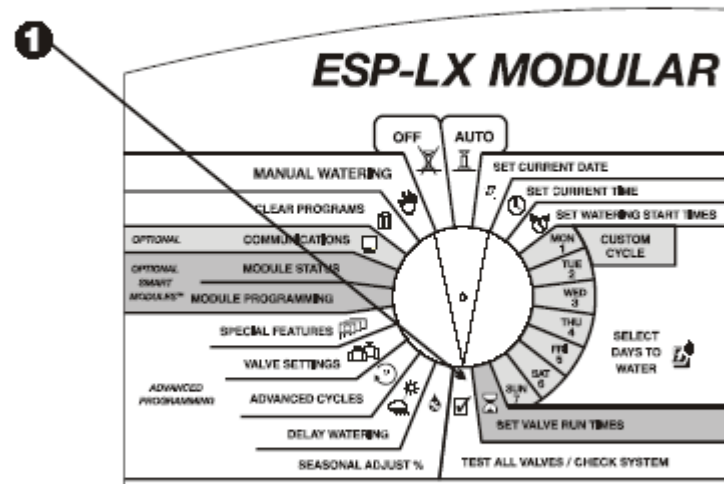 1
ESP-LX MODULAR
OFF
AUTO
MANUAL WATERING
CLEAR PROGRAMS
OPTIONAL
COMMUNICATIONS
OPTIONAL
SMART
MODULES™
MODULE STATUS
MODULE PROGRAMMING
SPECIAL FEATURES
VALVE SETTINGS
ADVANCED
PROGRAMMING
ADVANCED CYCLES
DELAY WATERING
SEASONAL ADJUST %
SET CURRENT DATE
SET CURRENT TIME
SET WATERING START TIMES
MON
1
CUSTOM
CYCLE
TUE
2
WED
3
THU
4
FRI
5
SAT
6
SUN
7
SELECT
DAYS TO
WATER
SET VALVE RUN TIMES
TEST ALL VALVES / CHECK SYSTEM